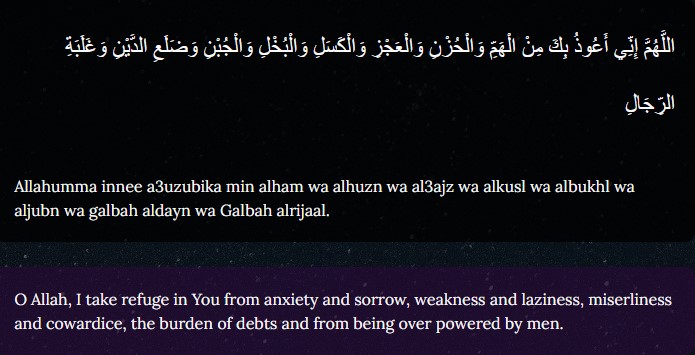 اللَّهُمَّ إِنِّي أَعُوذُ بِكَ مِنْ الْهَمِّ وَالْحُزْنِ وَالْعَجْزِ وَالْكَسَلِ وَالْبُخْلِ وَالْجُبْنِ وَضَلَعِ الدَّيْنِ وَغَلَبَةِ
الرِّجَالِ
Allahumma innee a3uzubika min alham wa alhuzn wa al3ajz wa alkusl wa albukhl wa
aljubn wa galbah aldayn wa Galbah alrijaal.
O Allah, I take refuge in You from anxiety and sorrow, weakness and laziness, miserliness
and cowardice, the burden of debts and from being over powered by men.